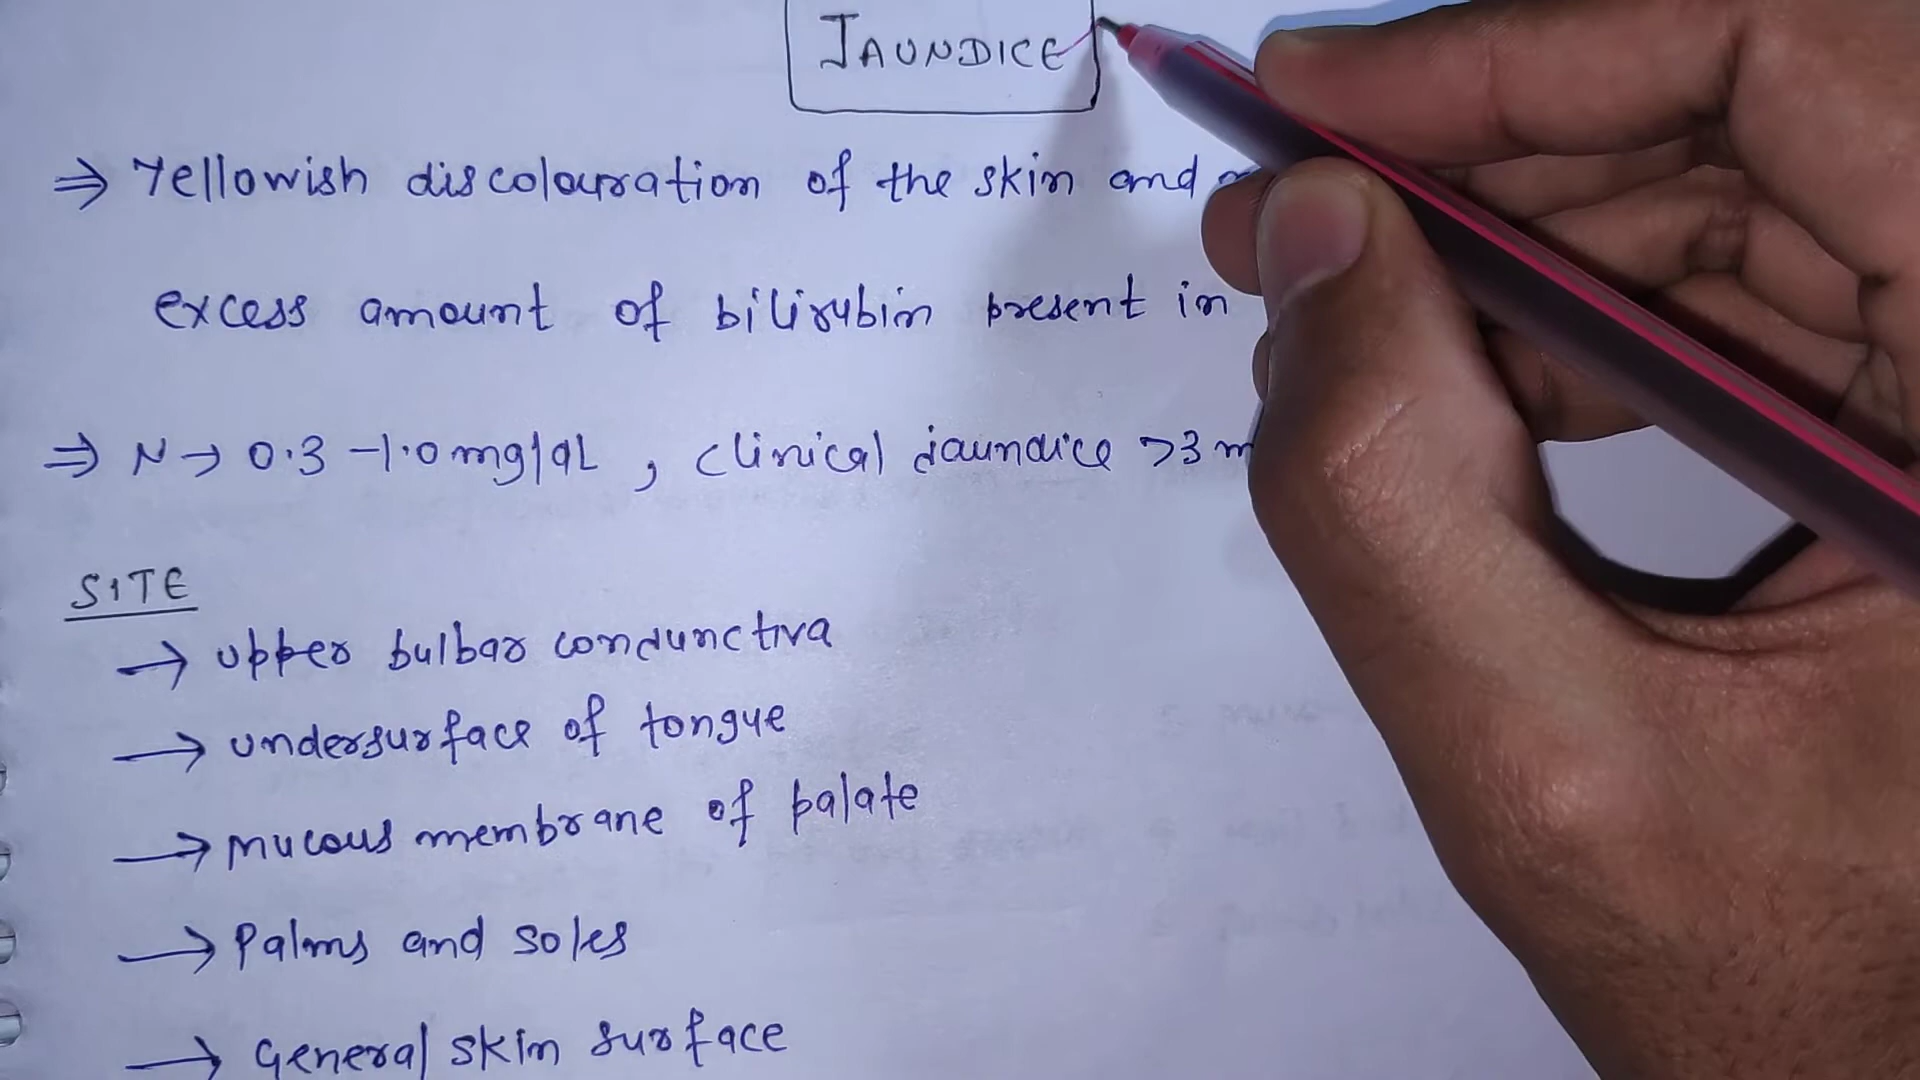 JAUNDICE
⇒ Yellowish discolouration of the skin and
excess amount of bilirubin present in
⇒ N → 0.3 -1.0 mg/dL , clinical jaundice >3 m
SITE
→ upper bulbar conjunctiva
→ undersurface of tongue
→ mucous membrane of palate
→ Palms and soles
→ General skin surface